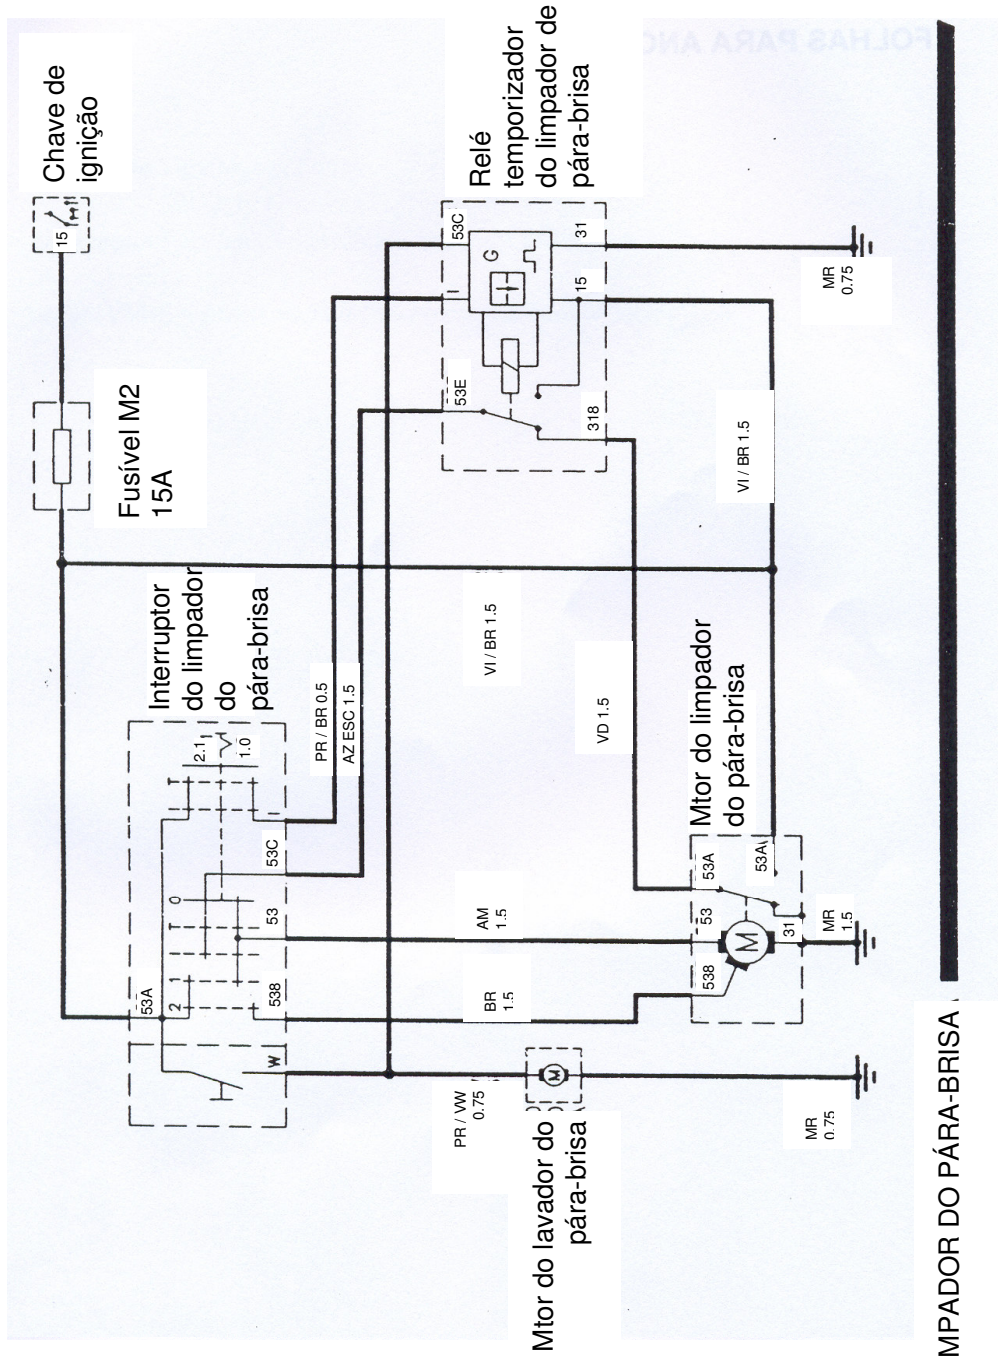 FOLHAS PARA ANO
Chave de
ignição
15
Fusível M2
15A
Interruptor
do limpador
do
pára-brisa
2.1
1.0
53A
2
1
0
538
53
53C
I
W
PR / BR 0.5
AZ ESC 1.5
VI / BR 1.5
Relé
temporizador
do limpador de
pára-brisa
53C
I
53E
G
31
15
318
MR
0.75
VI / BR 1.5
VD 1.5
AM
1.5
BR
1.5
Mtor do limpador
do pára-brisa
53A
53A
53
538
M
31
MR
1.5
PR / VW
0.75
M
Mtor do lavador do
pára-brisa
MR
0.75
MPADOR DO PÁRA-BRISA